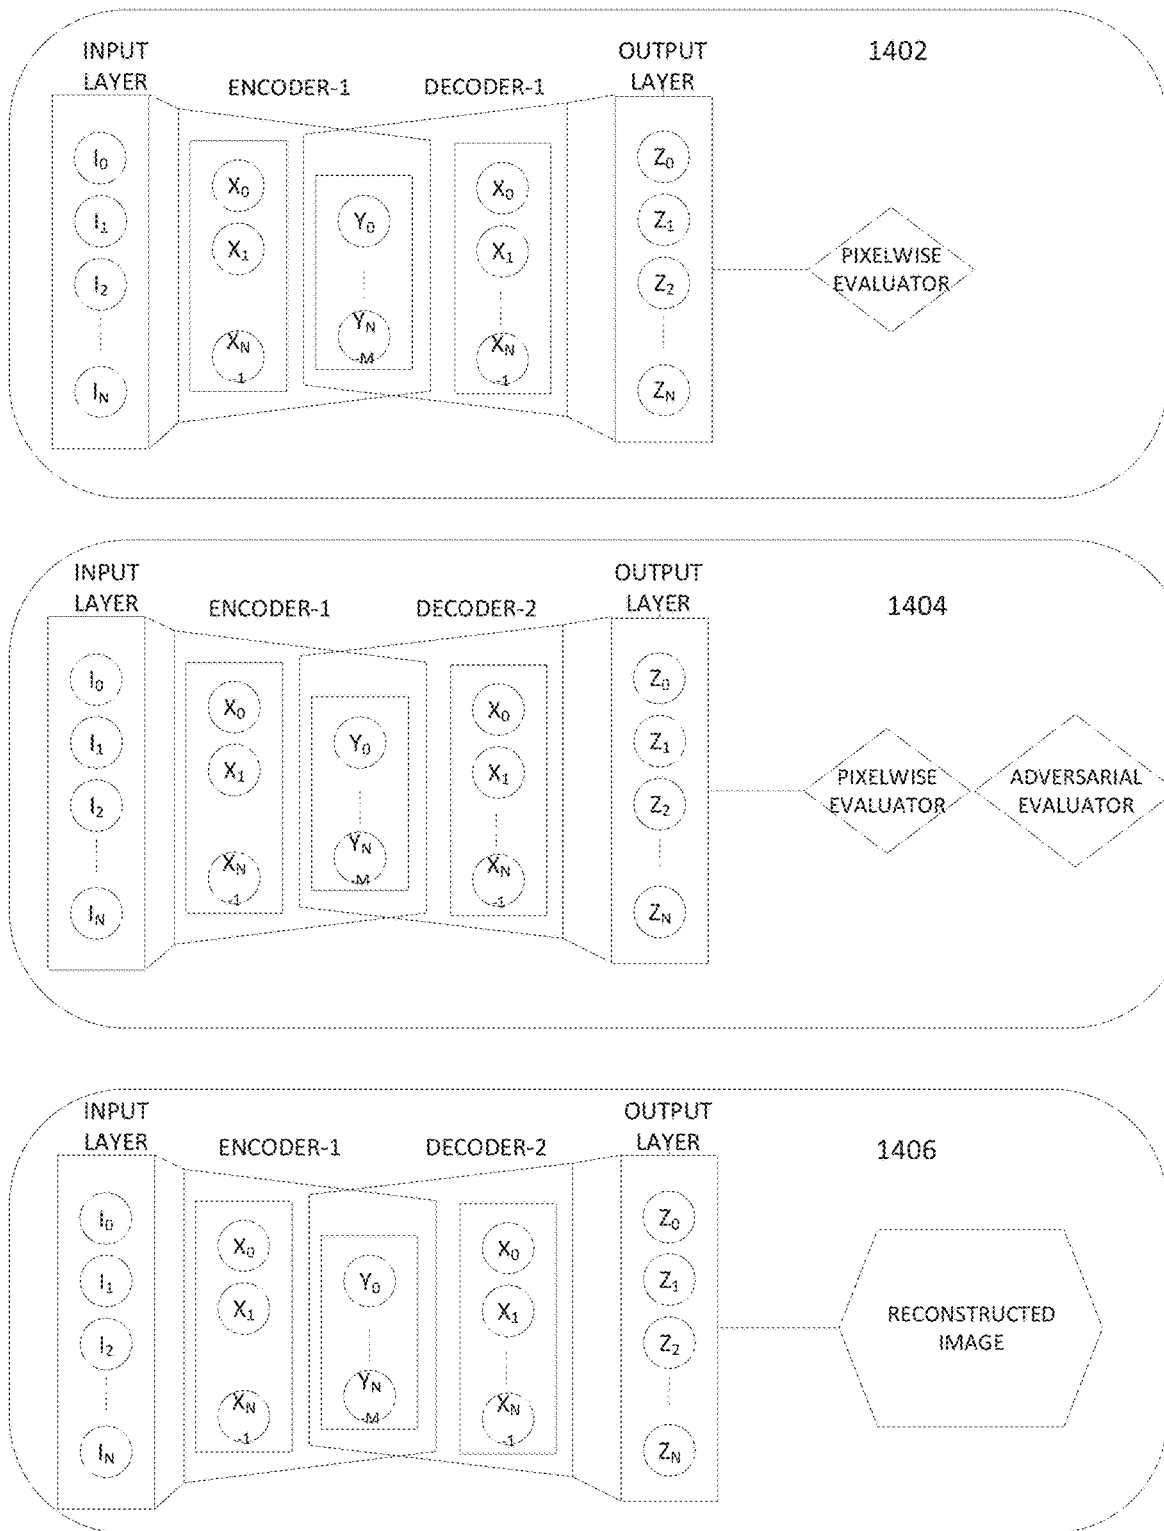 INPUT
LAYER
ENCODER-1
DECODER-1
OUTPUT
LAYER
1402
I0
I1
I2
IN
X0
X1
XN
-1
Y0
YN
-M
X0
X1
XN
-1
Z0
Z1
Z2
ZN
PIXELWISE
EVALUATOR
INPUT
LAYER
ENCODER-1
DECODER-2
OUTPUT
LAYER
1404
I0
I1
I2
IN
X0
X1
XN
-1
Y0
YN
-M
X0
X1
XN
-1
Z0
Z1
Z2
ZN
PIXELWISE
EVALUATOR
ADVERSARIAL
EVALUATOR
INPUT
LAYER
ENCODER-1
DECODER-2
OUTPUT
LAYER
1406
I0
I1
I2
IN
X0
X1
XN
-1
Y0
YN
-M
X0
X1
XN
-1
Z0
Z1
Z2
ZN
RECONSTRUCTED
IMAGE